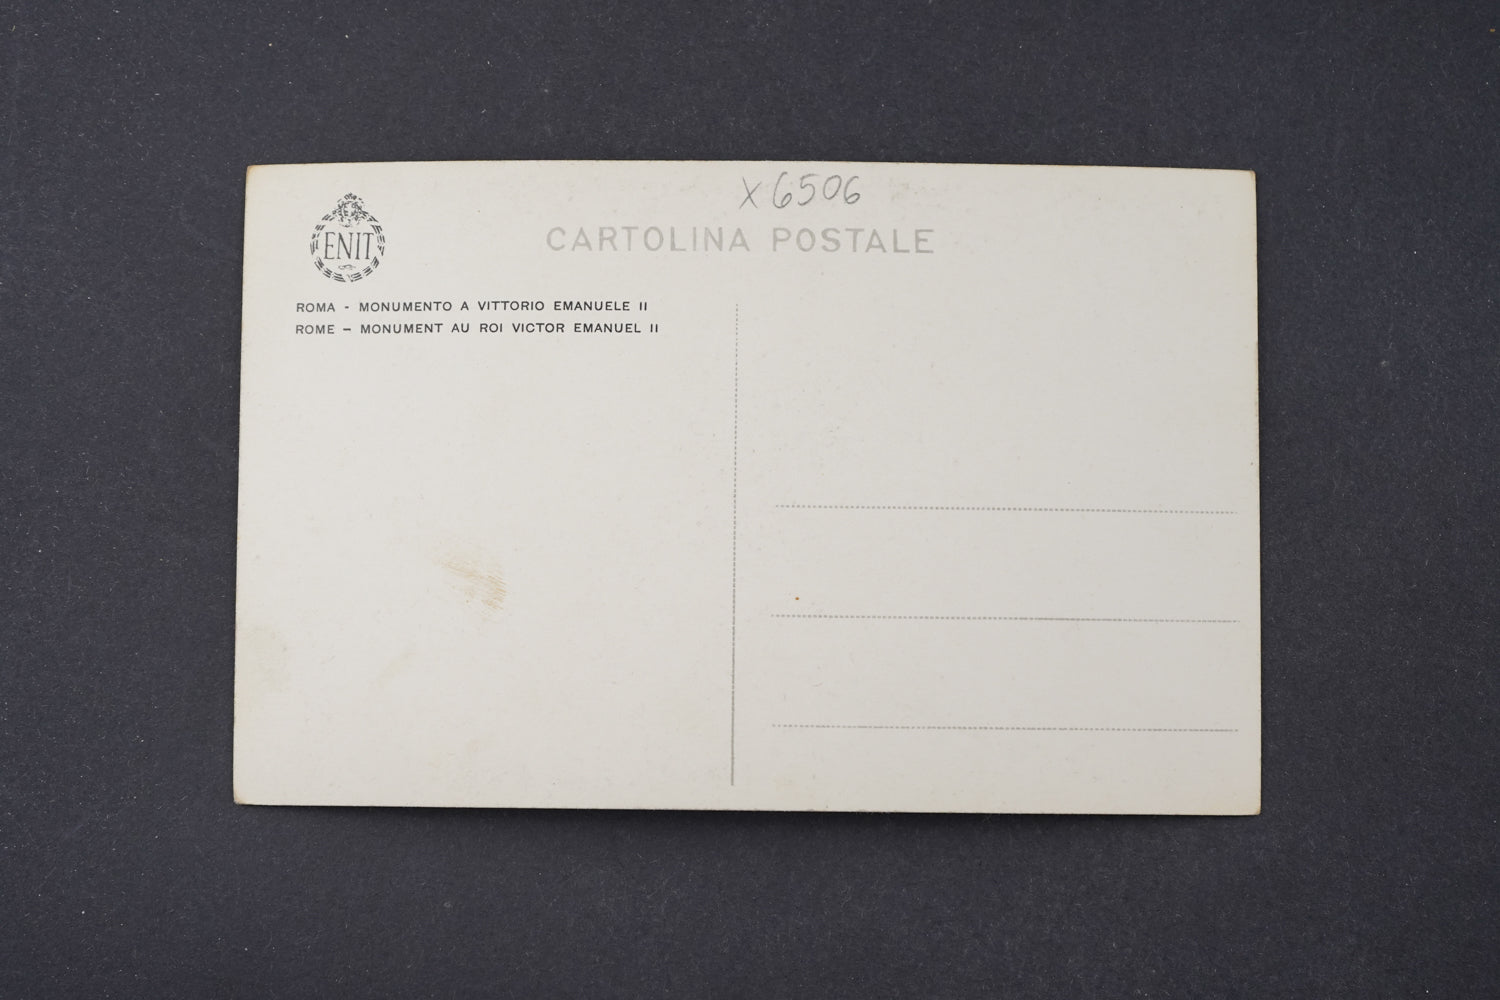 X6506
ENIT
CARTOLINA POSTALE
ROMA - MONUMENTO A VITTORIO EMANUELE II
ROME – MONUMENT AU ROI VICTOR EMANUEL II